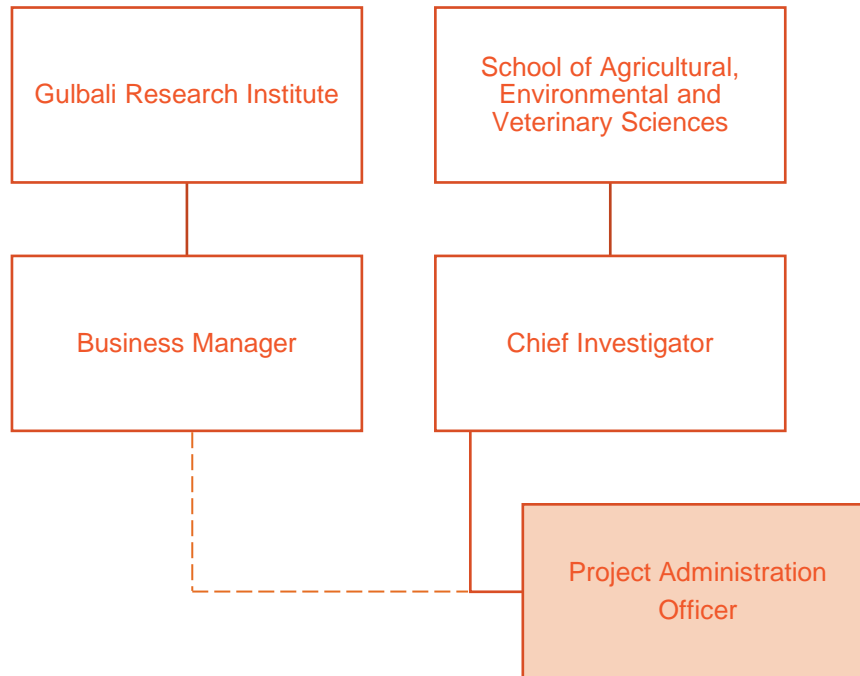 Gulbali Research Institute
School of Agricultural,
Environmental and
Veterinary Sciences
Business Manager
Chief Investigator
Project Administration
Officer